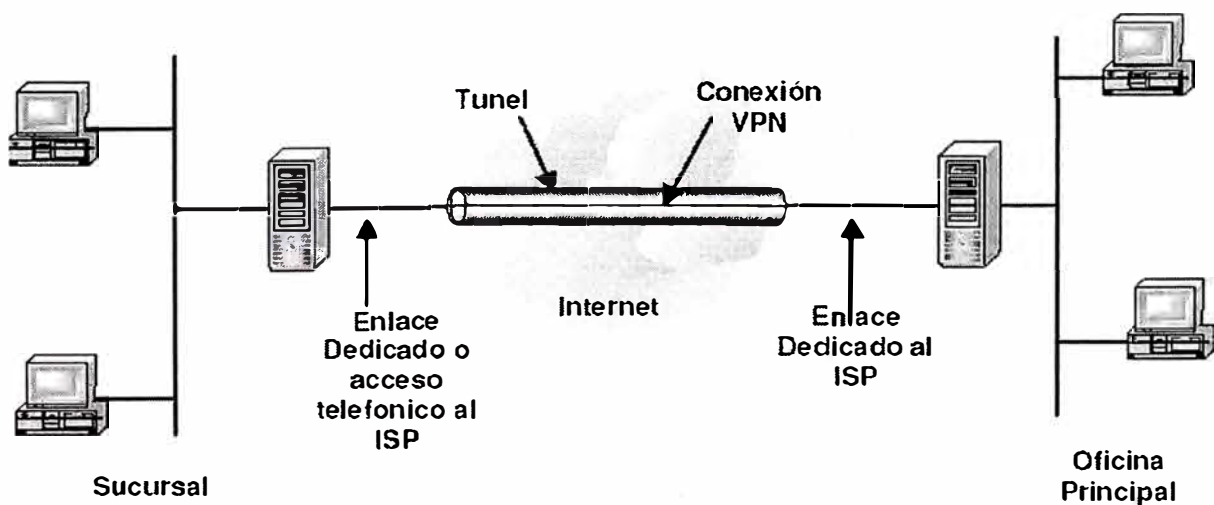 Tunel
Conexión
VPN
Internet
Enlace
Dedicado o
acceso
telefonico al
ISP
Enlace
Dedicado al
ISP
Sucursal
Oficina
Principal